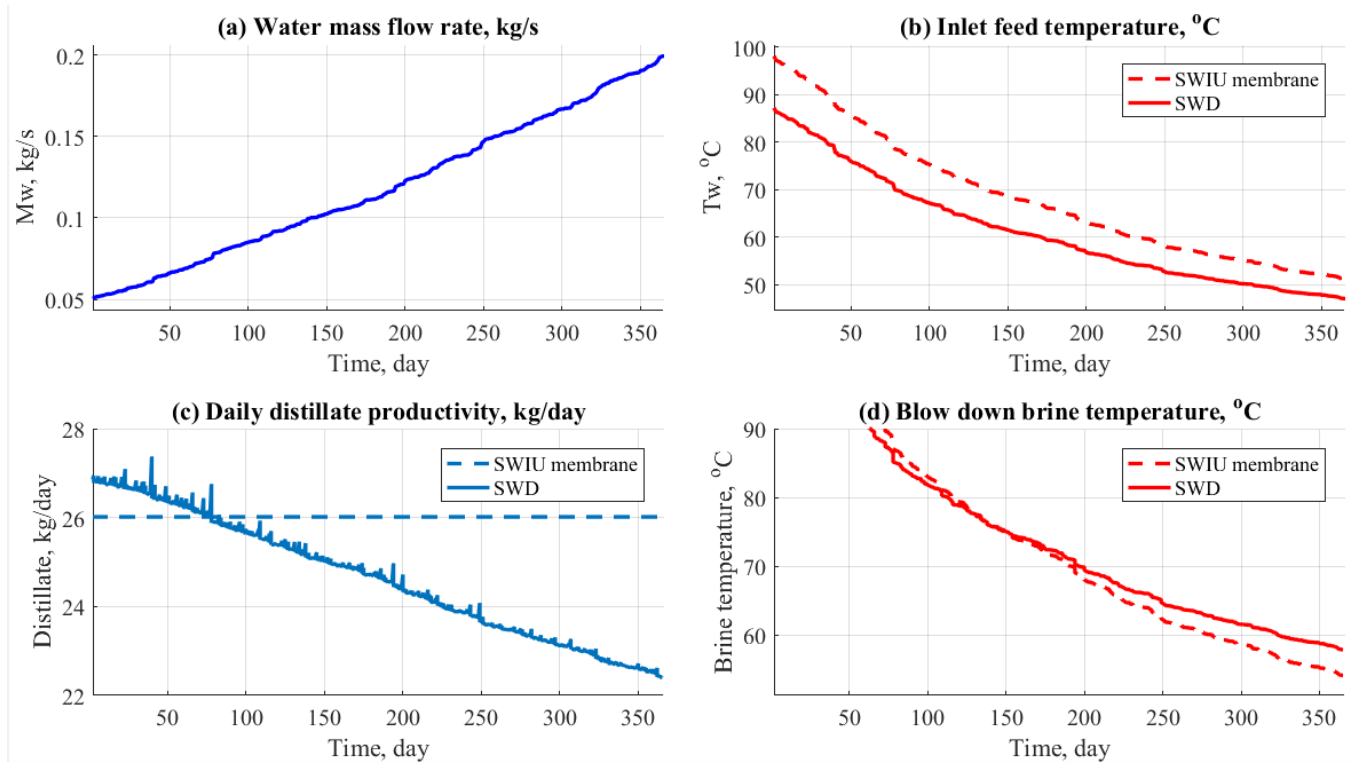 (a) Water mass flow rate, kg/s
0.2
0.15
0.1
0.05
Mw, kg/s
50 100 150 200 250 300 350
Time, day
(b) Inlet feed temperature, °C
100
90
80
70
60
50
Tw, °C
SWIU membrane
SWD
50 100 150 200 250 300 350
Time, day
(c) Daily distillate productivity, kg/day
28
26
24
22
Distillate, kg/day
SWIU membrane
SWD
50 100 150 200 250 300 350
Time, day
(d) Blow down brine temperature, °C
90
80
70
60
Brine temperature, °C
SWIU membrane
SWD
50 100 150 200 250 300 350
Time, day